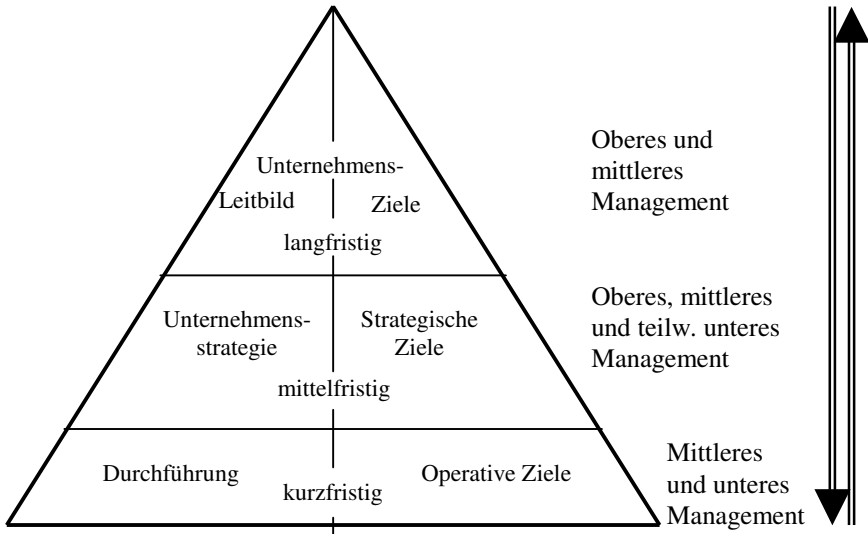 Unternehmens-
Leitbild
Ziele
langfristig
Oberes und
mittleres
Management
Unternehmens-
strategie
Strategische
Ziele
mittelfristig
Oberes, mittleres
und teilw. unteres
Management
Durchführung
Operative Ziele
kurzfristig
Mittleres
und unteres
Management